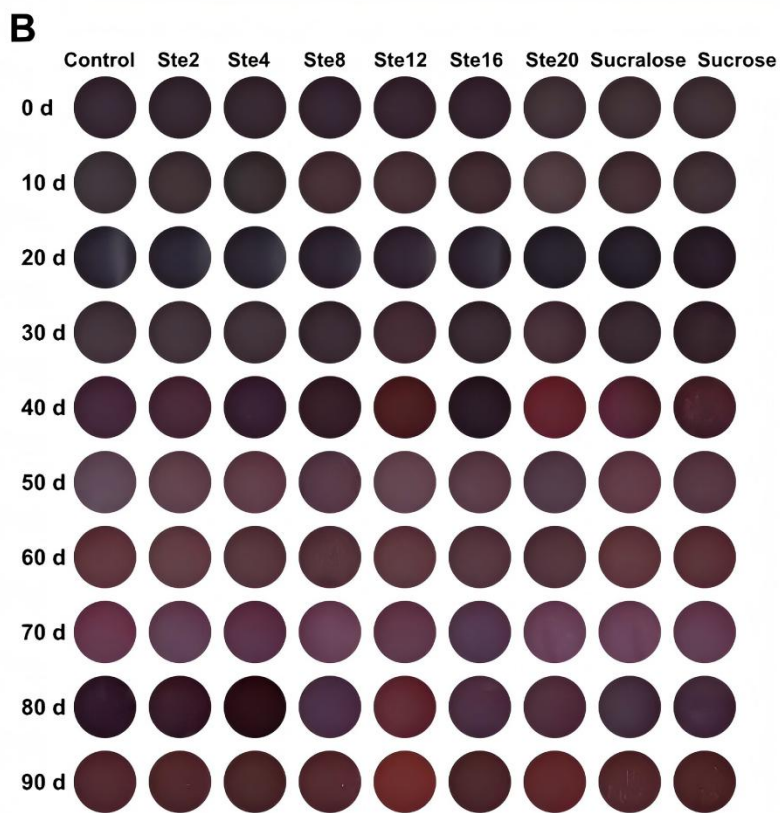 B
Control Ste2 Ste4 Ste8 Ste12 Ste16 Ste20 Sucralose Sucrose
0 d
10 d
20 d
30 d
40 d
50 d
60 d
70 d
80 d
90 d